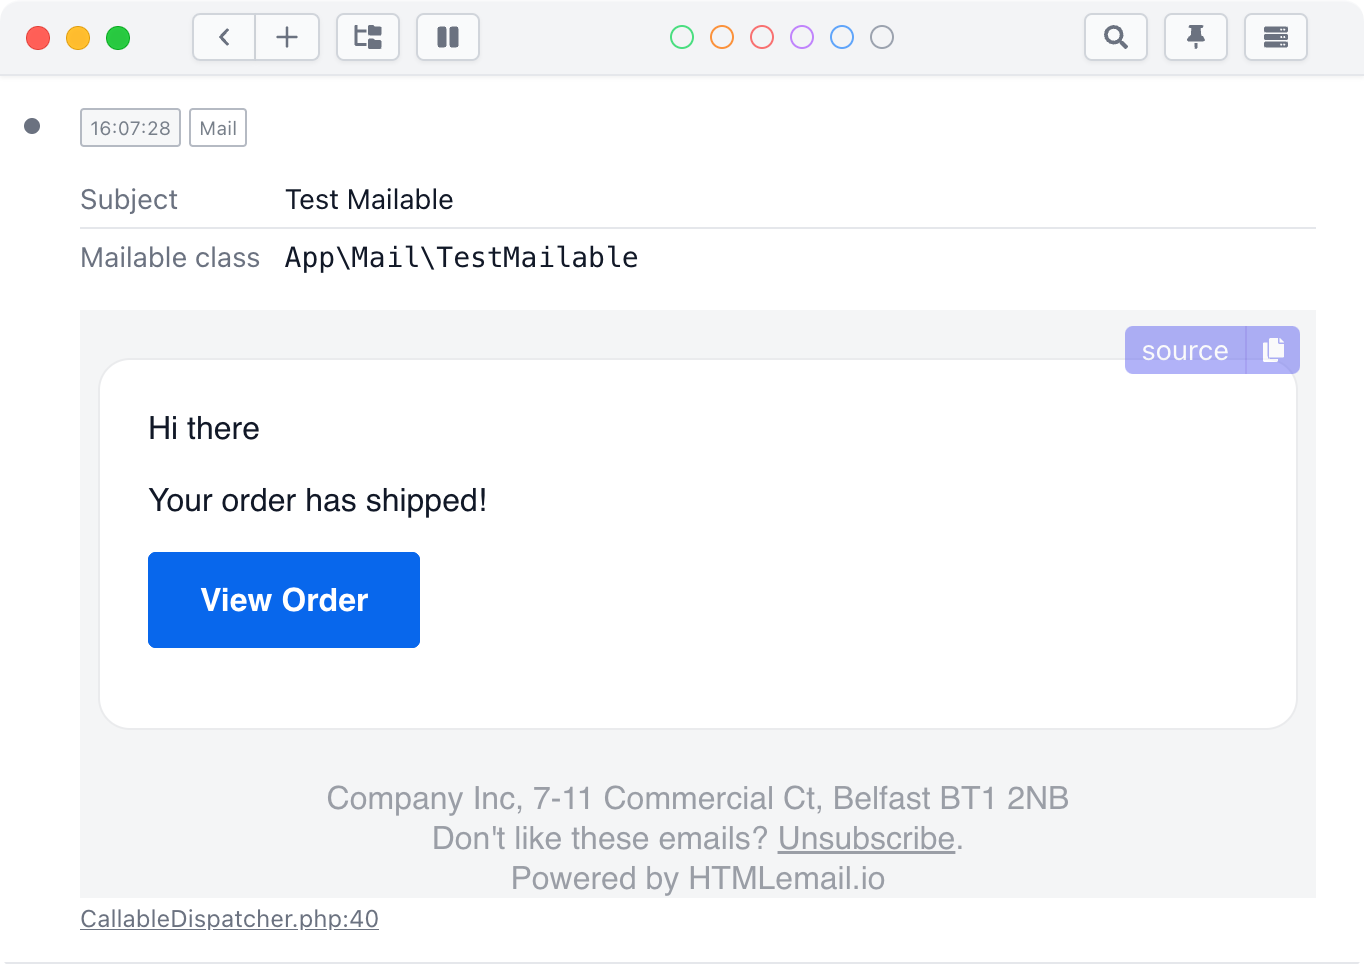 16:07:28 Mail
Subject Test Mailable
Mailable class App\Mail\TestMailable
source
Hi there
Your order has shipped!
View Order
Company Inc, 7-11 Commercial Ct, Belfast BT1 2NB
Don't like these emails? Unsubscribe.
Powered by HTMLemail.io
CallableDispatcher.php:40